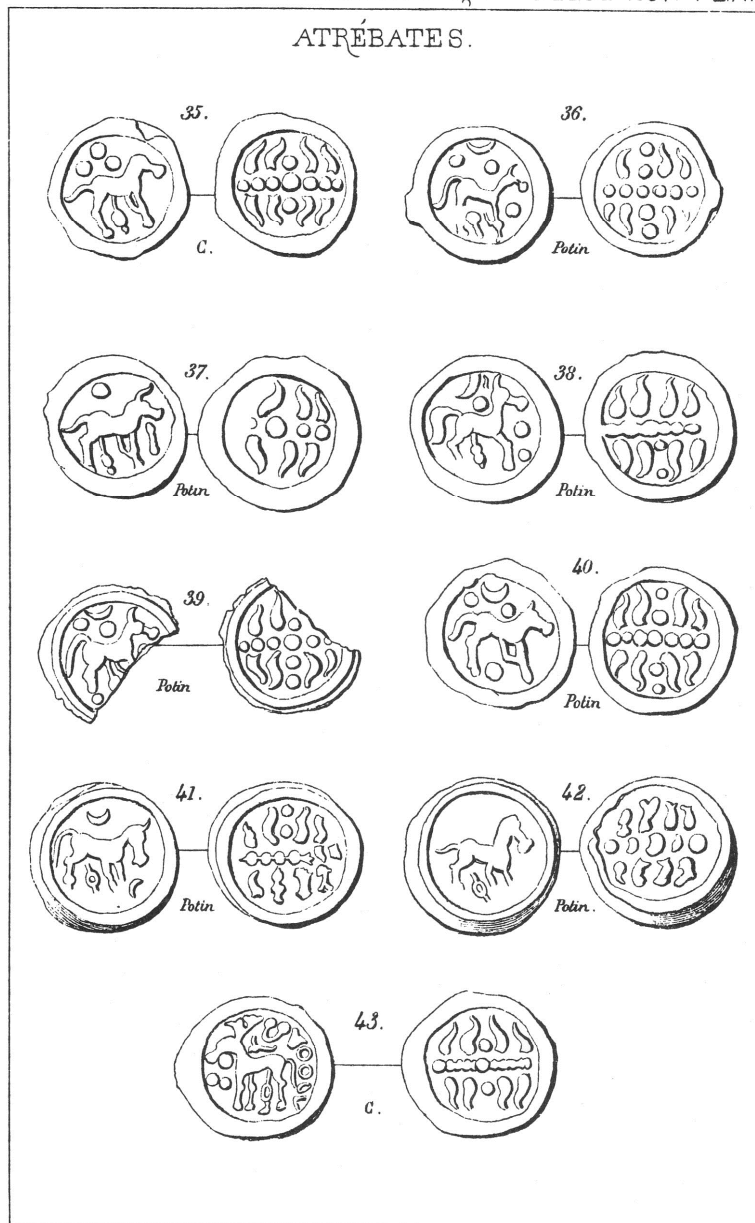 ATRÉBATES.
35.
C.
36.
Potin
37.
Potin
38.
Potin
39.
Potin
40.
Potin
41.
Potin
42.
Potin.
43.
C.